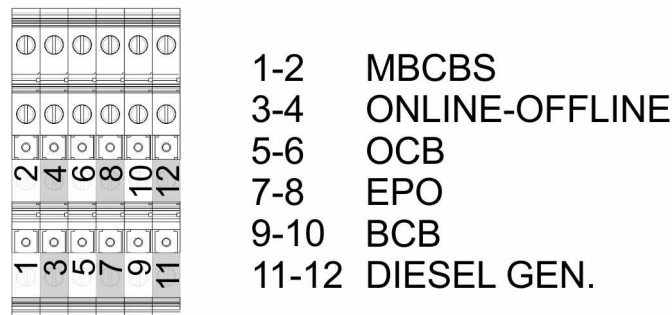 2 4 6 8 10 12
1 3 5 7 9 11
1-2 MBCBS
3-4 ONLINE-OFFLINE
5-6 OCB
7-8 EPO
9-10 BCB
11-12 DIESEL GEN.